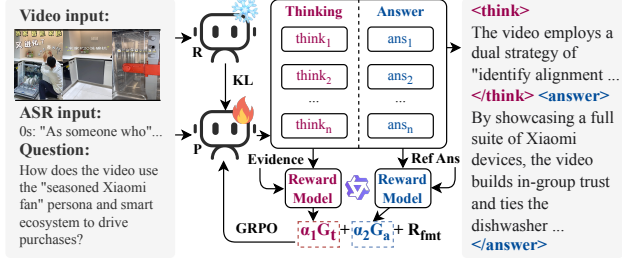 Video input:
ASR input:
0s: "As someone who"...
Question:
How does the video use
the "seasoned Xiaomi
fan" persona and smart
ecosystem to drive
purchases?
R
KL
P
GRPO
Thinking
Answer
think1
ans1
think2
ans2
...
...
thinkn
ansn
Evidence
Ref Ans
Reward
Model
Reward
Model
α1Gt+α2Ga+ Rfmt
<think>
The video employs a
dual strategy of
"identify alignment ...
</think> <answer>
By showcasing a full
suite of Xiaomi
devices, the video
builds in-group trust
and ties the
dishwasher ...
</answer>